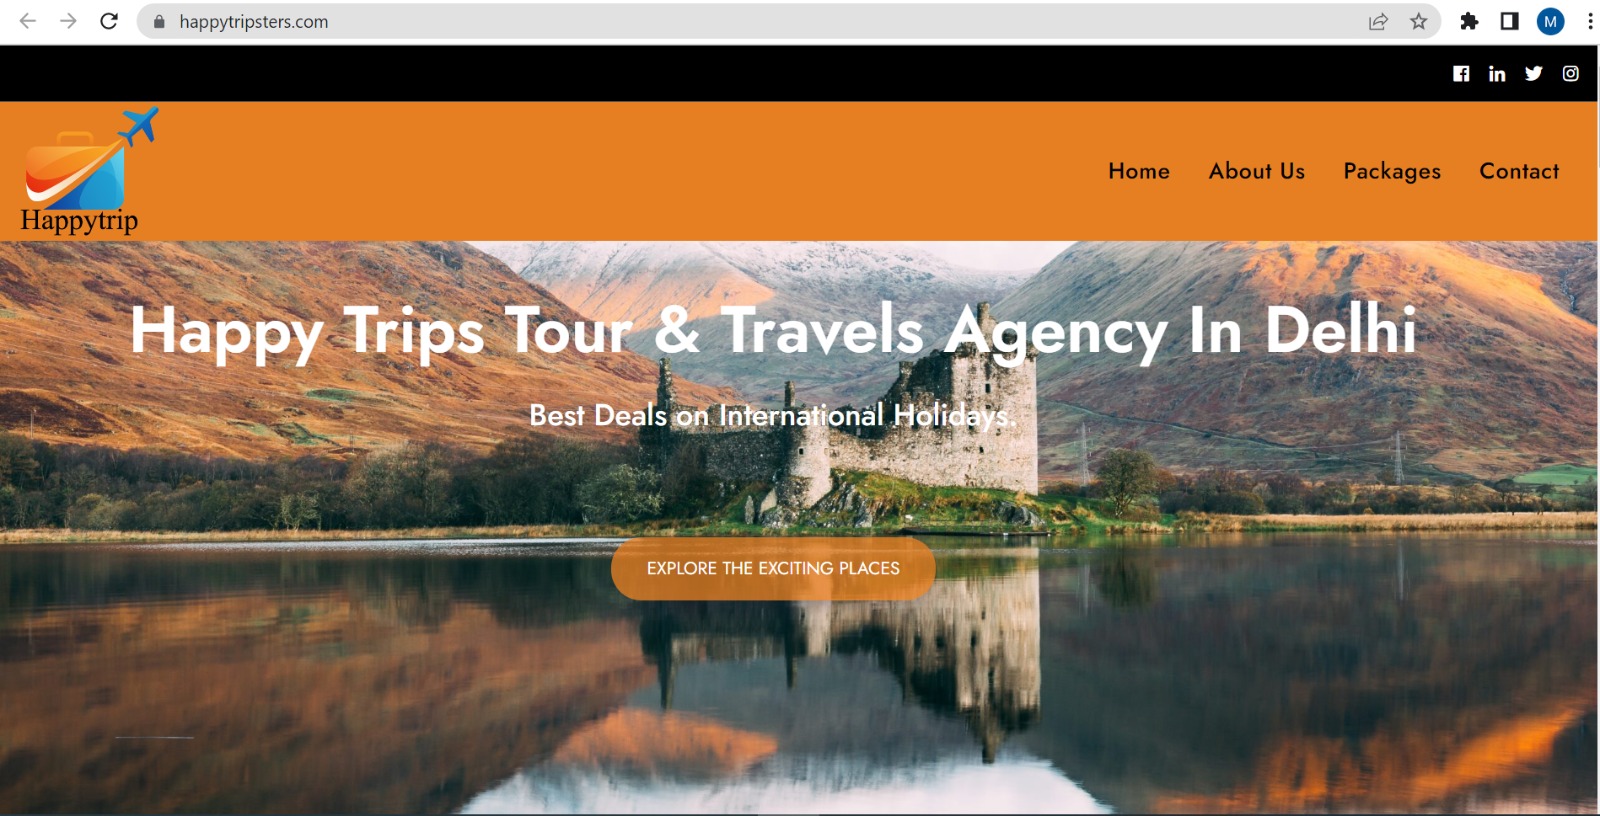 happytripsters.com
M
Happytrip
Home About Us Packages Contact
Happy Trips Tour & Travels Agency In Delhi
Best Deals on International Holidays.
EXPLORE THE EXCITING PLACES